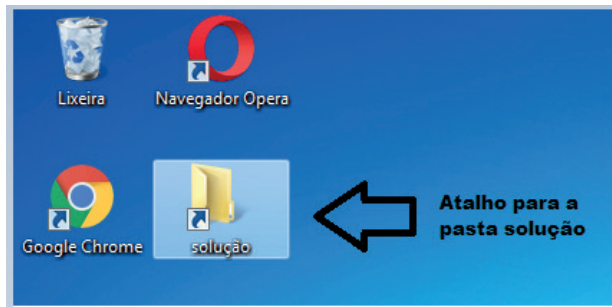 Lixeira
Navegador Opera
Google Chrome
solução
Atalho para a
pasta solução